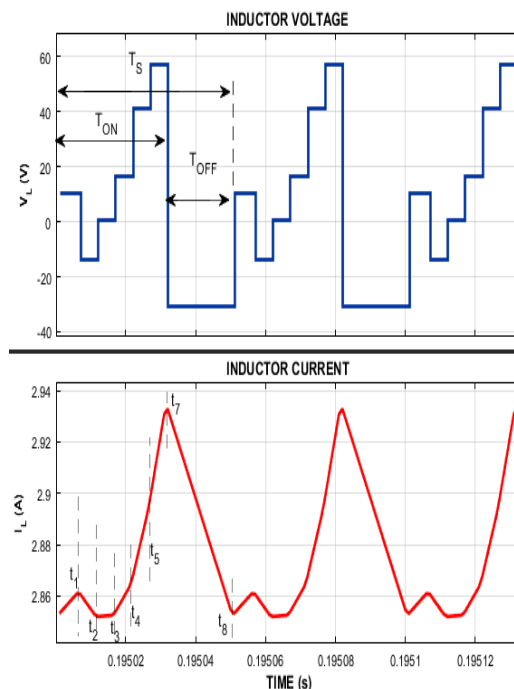 INDUCTOR VOLTAGE
60
40
20
0
-20
-40
V_L (V)
T_S
T_ON
T_OFF
INDUCTOR CURRENT
2.94
2.92
2.9
2.88
2.86
I_L (A)
t_1
t_2
t_3
t_4
t_5
t_7
t_8
0.19502 0.19504 0.19506 0.19508 0.1951 0.19512
TIME (s)